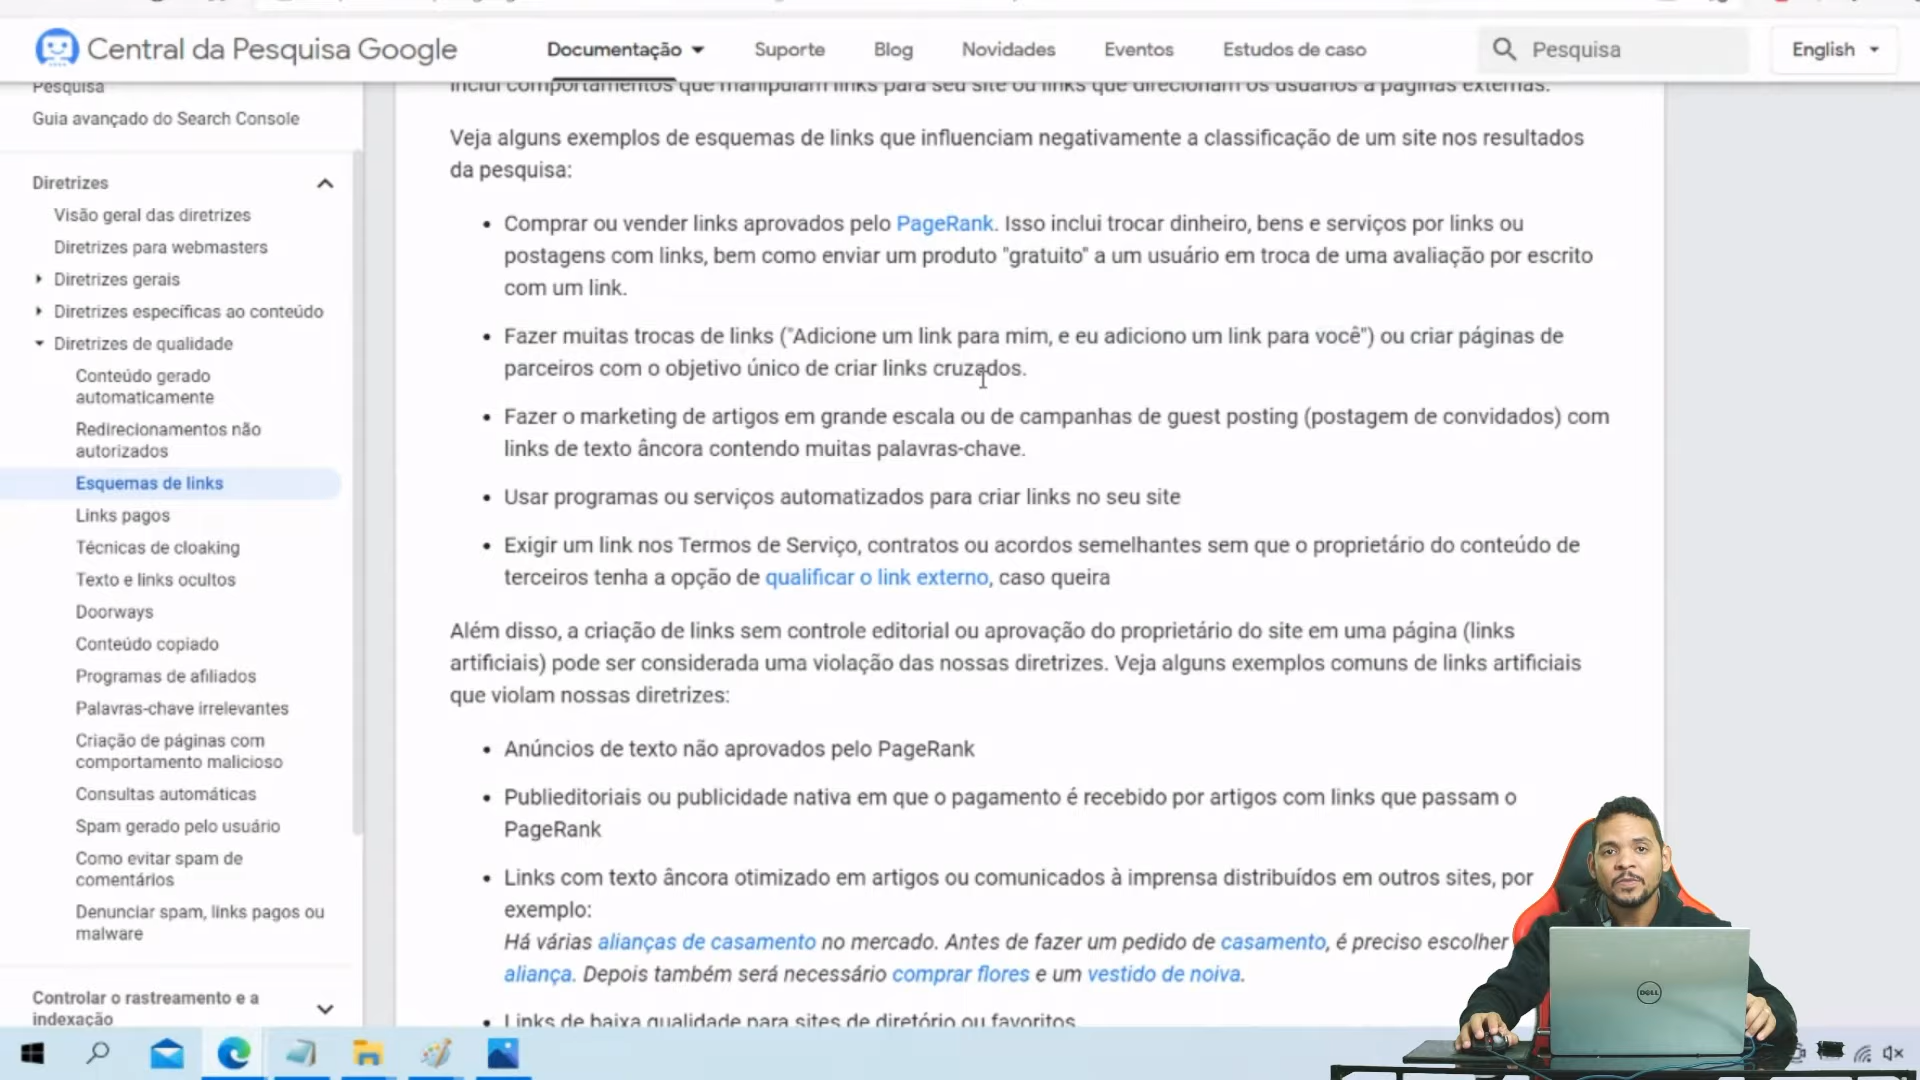 Central da Pesquisa Google
Documentação
Suporte
Blog
Novidades
Eventos
Estudos de caso
Pesquisa
English
Pesquisa
Guia avançado do Search Console
Diretrizes
Visão geral das diretrizes
Diretrizes para webmasters
Diretrizes gerais
Diretrizes específicas ao conteúdo
Diretrizes de qualidade
Conteúdo gerado
automaticamente
Redirecionamentos não
autorizados
Esquemas de links
Links pagos
Técnicas de cloaking
Texto e links ocultos
Doorways
Conteúdo copiado
Programas de afiliados
Palavras-chave irrelevantes
Criação de páginas com
comportamento malicioso
Consultas automáticas
Spam gerado pelo usuário
Como evitar spam de
comentários
Denunciar spam, links pagos ou
malware
Controlar o rastreamento e a
indexação
inclui comportamentos que manipulam links para seu site ou links que direcionam os usuários a páginas externas.
Veja alguns exemplos de esquemas de links que influenciam negativamente a classificação de um site nos resultados
da pesquisa:
• Comprar ou vender links aprovados pelo PageRank. Isso inclui trocar dinheiro, bens e serviços por links ou
postagens com links, bem como enviar um produto "gratuito" a um usuário em troca de uma avaliação por escrito
com um link.
• Fazer muitas trocas de links ("Adicione um link para mim, e eu adiciono um link para você") ou criar páginas de
parceiros com o objetivo único de criar links cruzados.
• Fazer o marketing de artigos em grande escala ou de campanhas de guest posting (postagem de convidados) com
links de texto âncora contendo muitas palavras-chave.
• Usar programas ou serviços automatizados para criar links no seu site
• Exigir um link nos Termos de Serviço, contratos ou acordos semelhantes sem que o proprietário do conteúdo de
terceiros tenha a opção de qualificar o link externo, caso queira
Além disso, a criação de links sem controle editorial ou aprovação do proprietário do site em uma página (links
artificiais) pode ser considerada uma violação das nossas diretrizes. Veja alguns exemplos comuns de links artificiais
que violam nossas diretrizes:
• Anúncios de texto não aprovados pelo PageRank
• Publieditoriais ou publicidade nativa em que o pagamento é recebido por artigos com links que passam o
PageRank
• Links com texto âncora otimizado em artigos ou comunicados à imprensa distribuídos em outros sites, por
exemplo:
Há várias alianças de casamento no mercado. Antes de fazer um pedido de casamento, é preciso escolher
aliança. Depois também será necessário comprar flores e um vestido de noiva.
• Links de baixa qualidade para sites de diretório ou favoritos
DELL